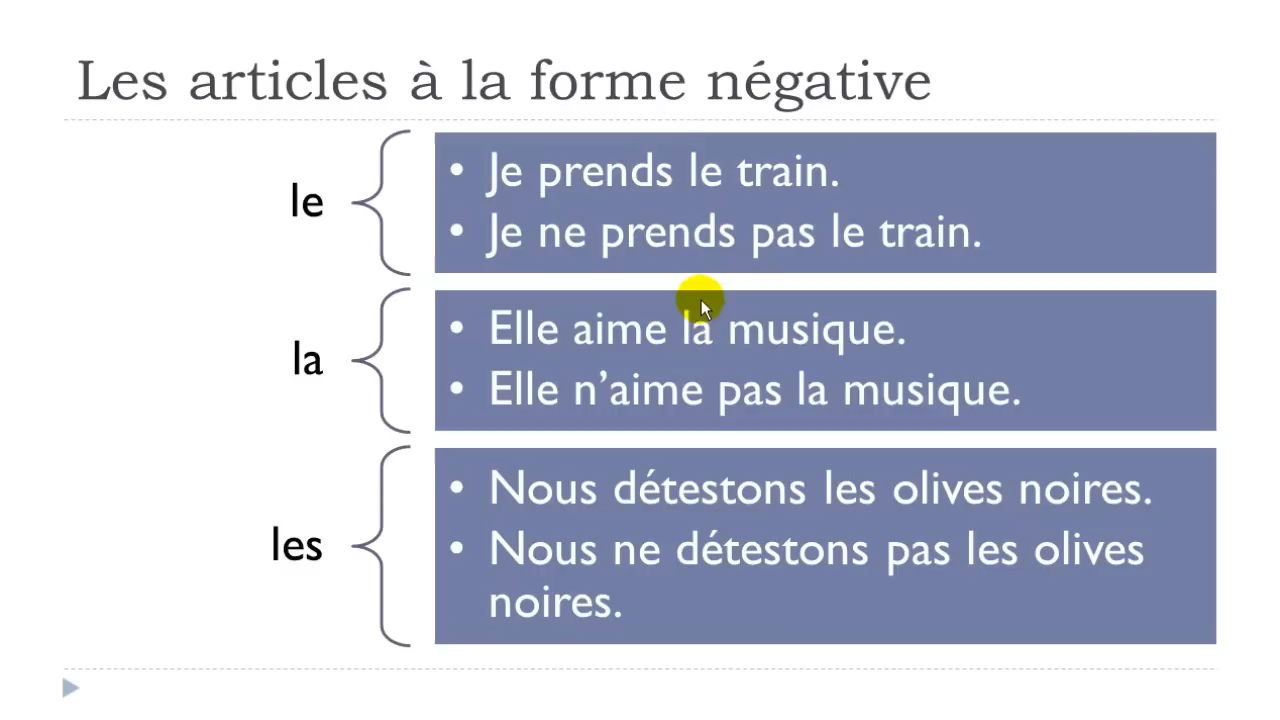 Les articles à la forme négative
le
• Je prends le train.
• Je ne prends pas le train.
la
• Elle aime la musique.
• Elle n’aime pas la musique.
les
• Nous détestons les olives noires.
• Nous ne détestons pas les olives
noires.